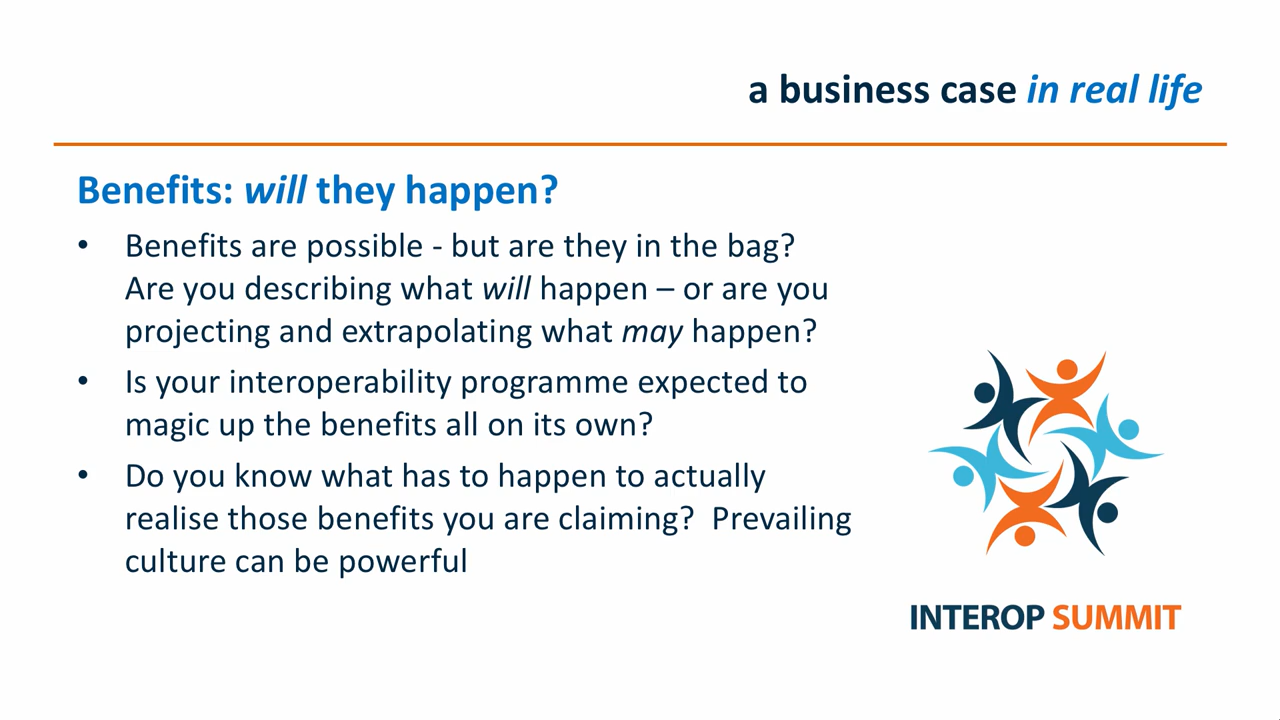 a business case in real life
Benefits: will they happen?
• Benefits are possible - but are they in the bag?
Are you describing what will happen – or are you
projecting and extrapolating what may happen?
• Is your interoperability programme expected to
magic up the benefits all on its own?
• Do you know what has to happen to actually
realise those benefits you are claiming?  Prevailing
culture can be powerful
INTEROP SUMMIT